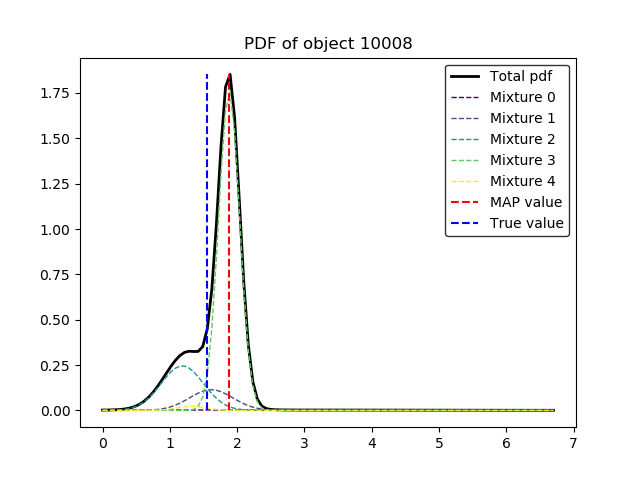 PDF of object 10008
1.75
1.50
1.25
1.00
0.75
0.50
0.25
0.00
0 1 2 3 4 5 6 7
Total pdf
Mixture 0
Mixture 1
Mixture 2
Mixture 3
Mixture 4
MAP value
True value